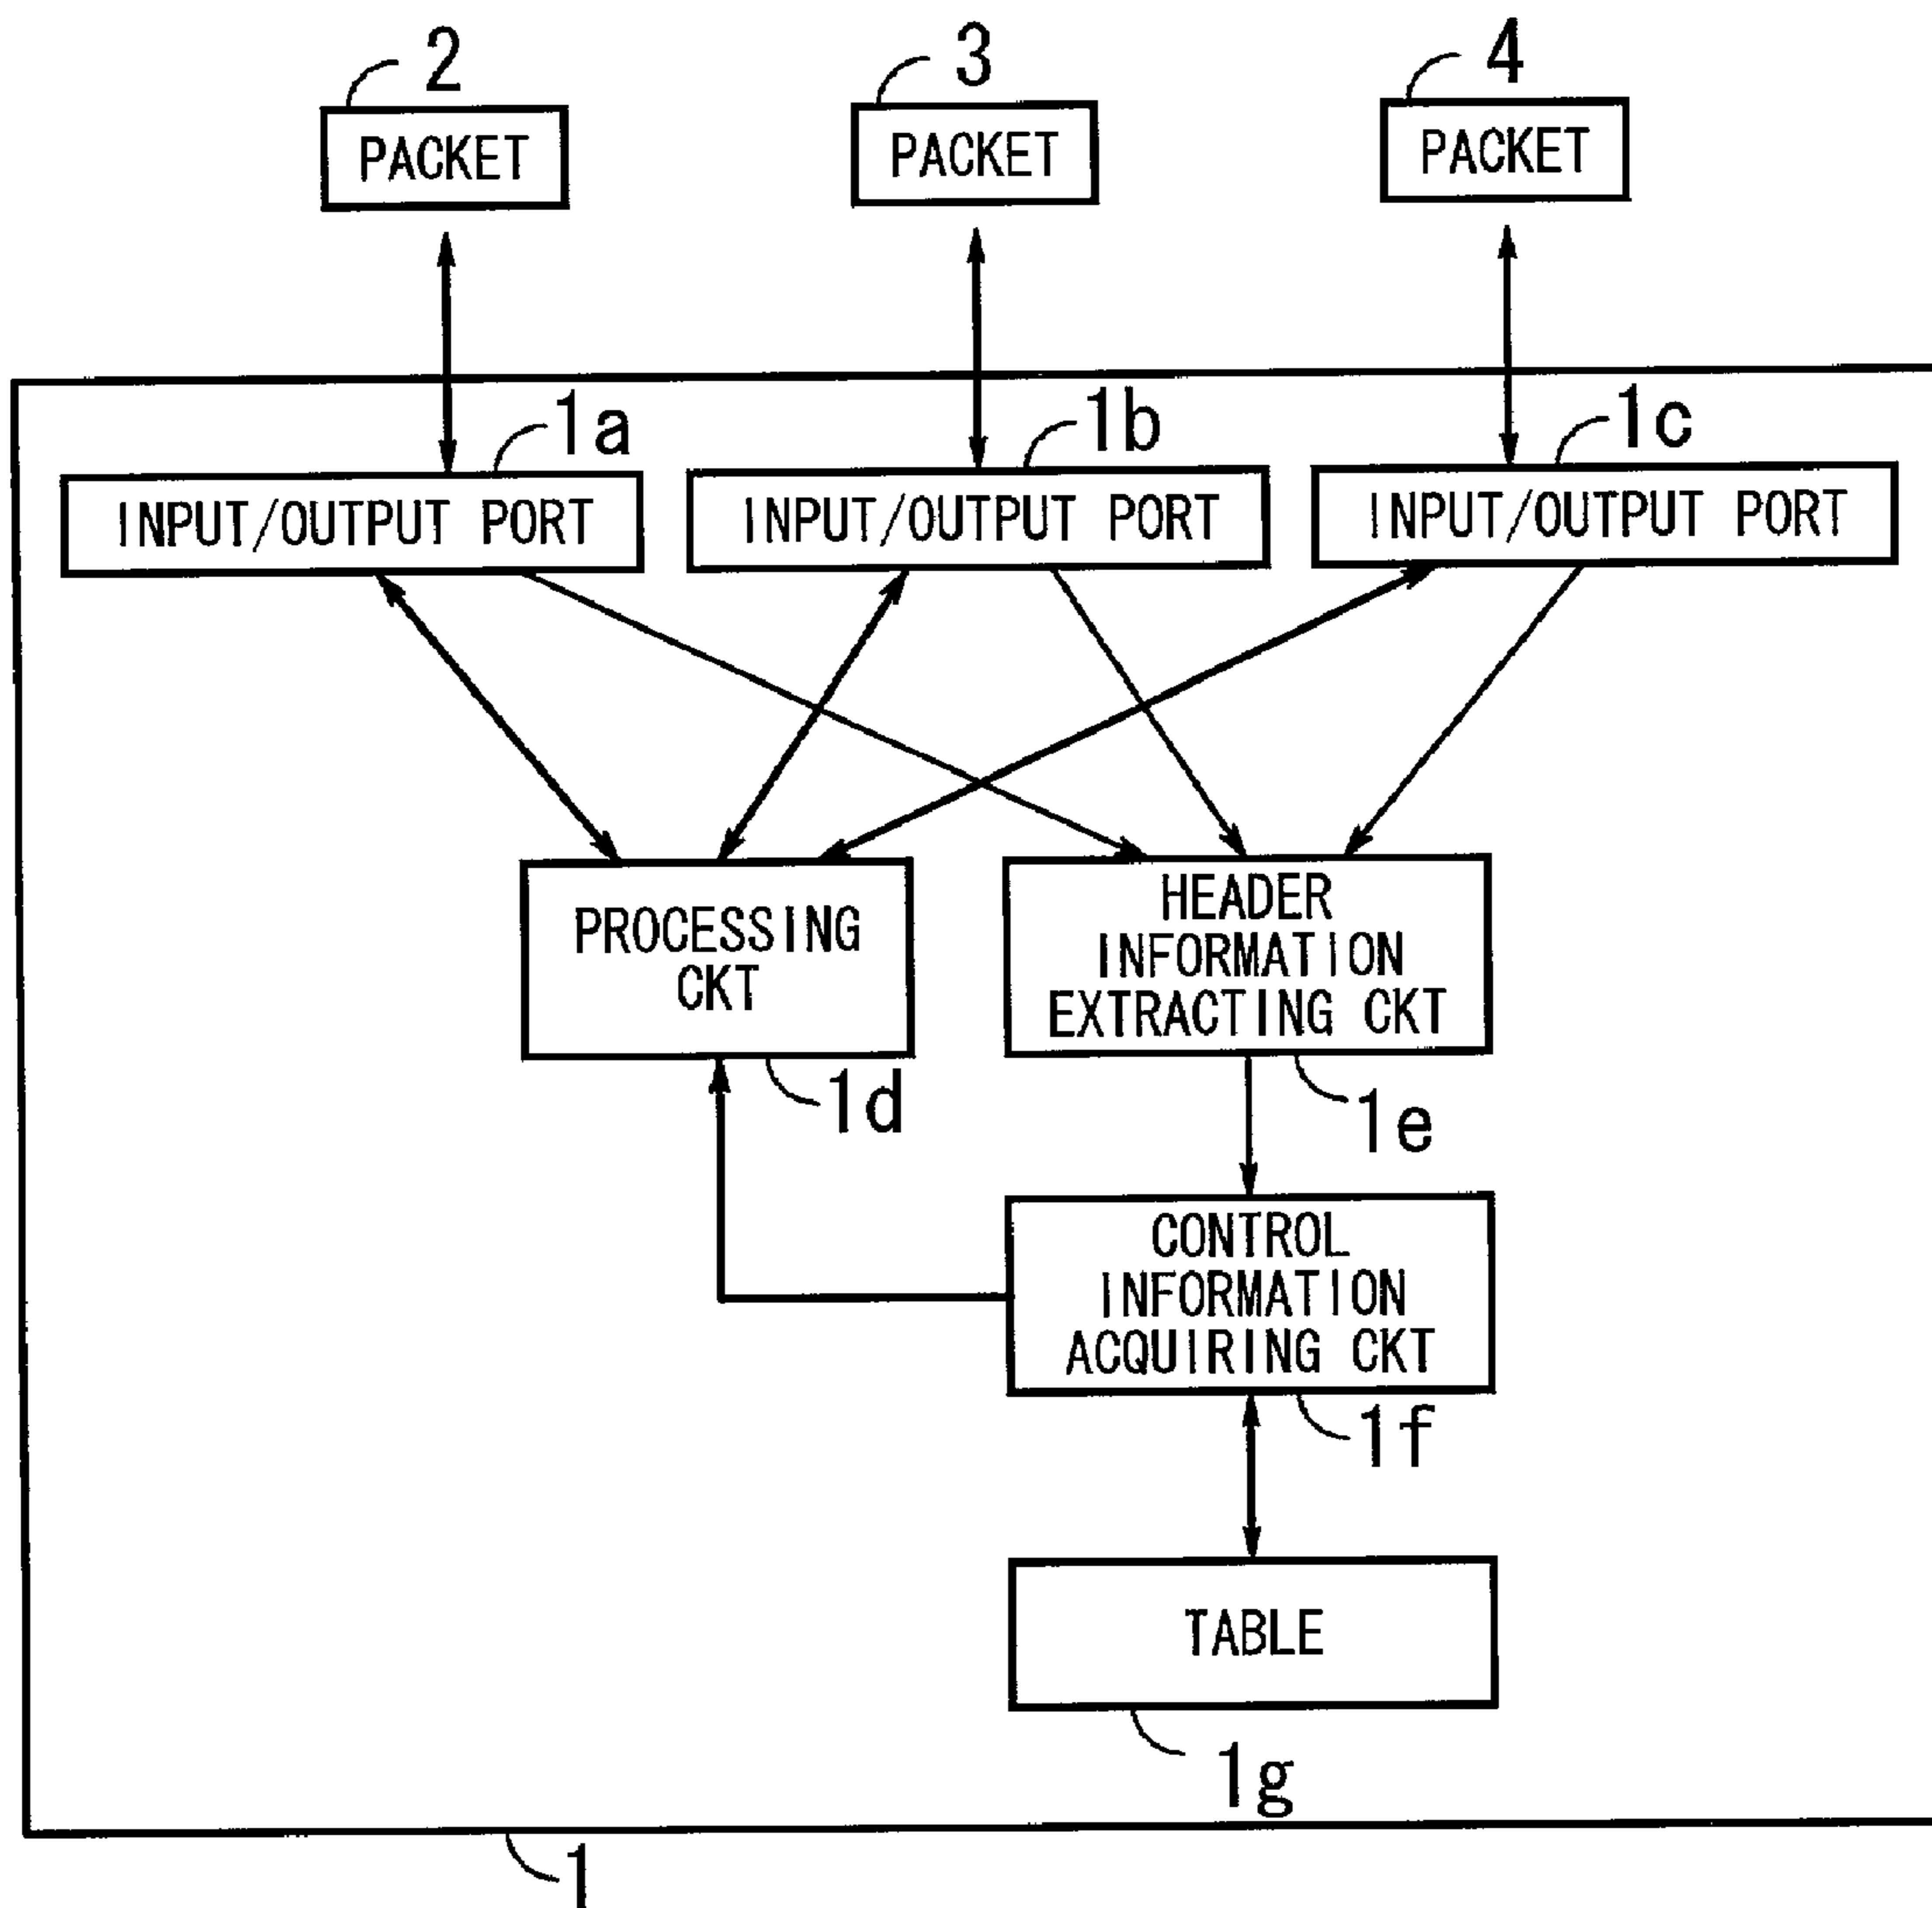 2
3
4
PACKET
PACKET
PACKET
1a
1b
1c
INPUT/OUTPUT PORT
INPUT/OUTPUT PORT
INPUT/OUTPUT PORT
PROCESSING
CKT
HEADER
INFORMATION
EXTRACTING CKT
1d
1e
CONTROL
INFORMATION
ACQUIRING CKT
1f
TABLE
1g
1